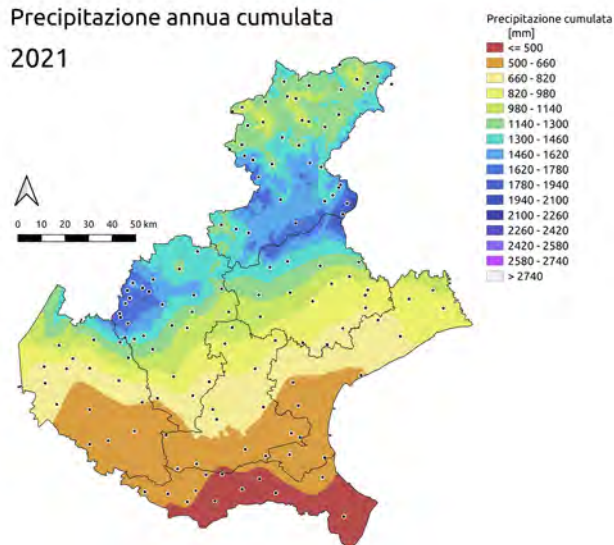 Precipitazione annua cumulata
2021
0 10 20 30 40 50 km
Precipitazione cumulata
[mm]
<= 500
500 - 660
660 - 820
820 - 980
980 - 1140
1140 - 1300
1300 - 1460
1460 - 1620
1620 - 1780
1780 - 1940
1940 - 2100
2100 - 2260
2260 - 2420
2420 - 2580
2580 - 2740
> 2740